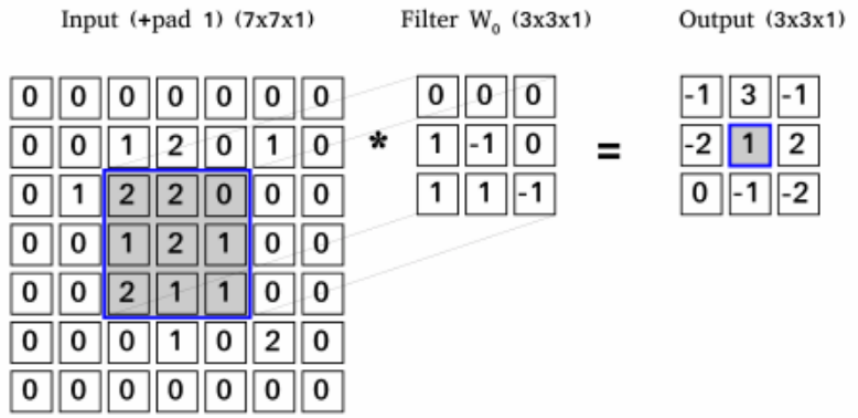 Input (+pad 1) (7x7x1) Filter W₀ (3x3x1) Output (3x3x1)
0 0 0 0 0 0 0 0 0 0 -1 3 -1
0 0 1 2 0 1 0 * 1 -1 0 = -2 1 2
0 1 2 2 0 0 0 1 1 -1 0 -1 -2
0 0 1 2 1 0 0
0 0 2 1 1 0 0
0 0 0 1 0 2 0
0 0 0 0 0 0 0